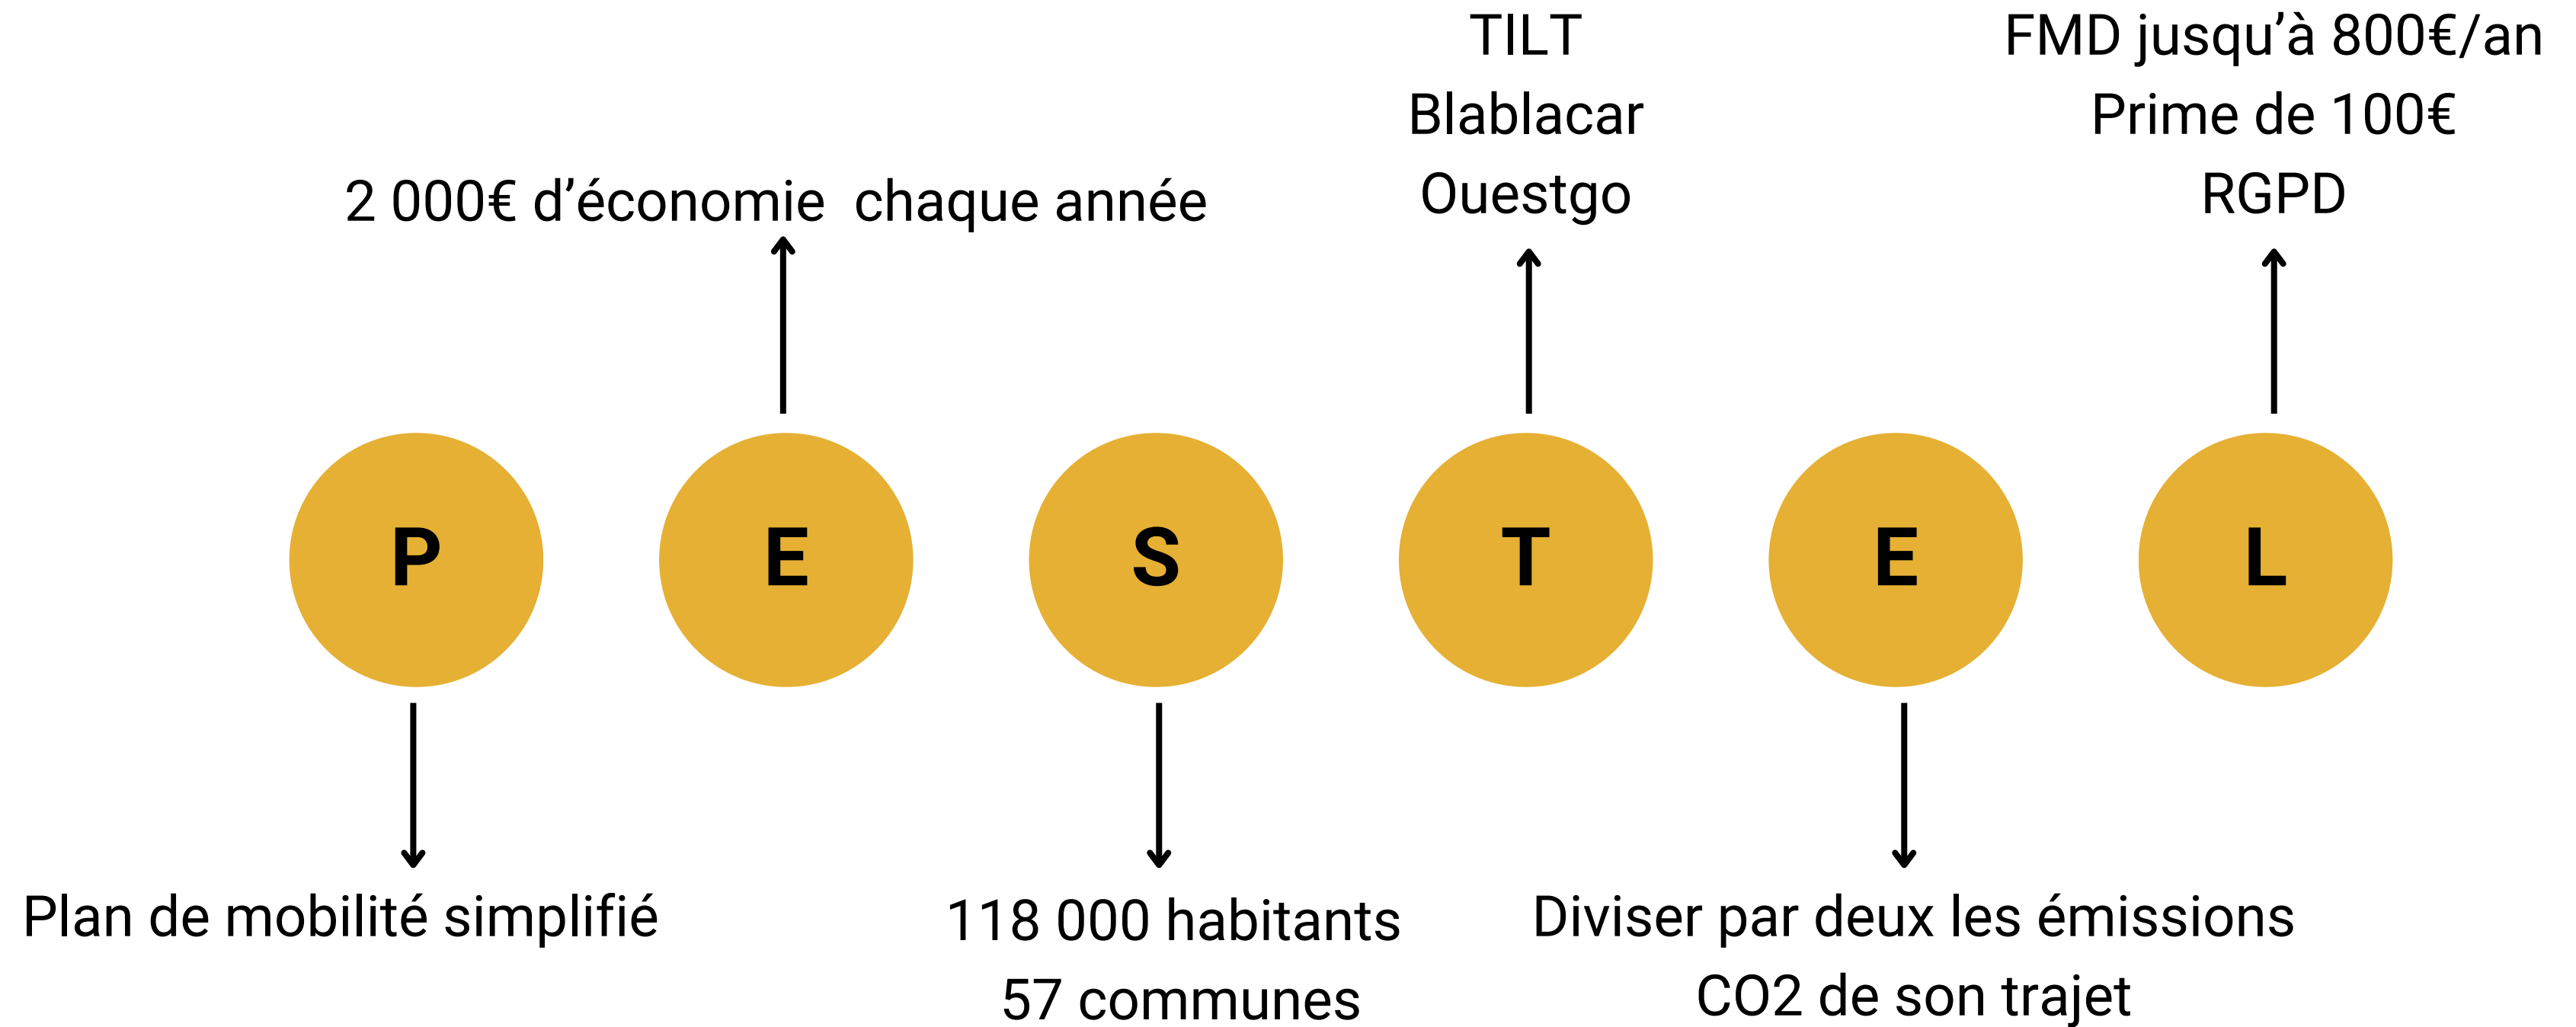 TILT
Blablacar
Ouestgo
FMD jusqu’à 800€/an
Prime de 100€
RGPD
2 000€ d’économie  chaque année
P
E
S
T
E
L
Plan de mobilité simplifié
118 000 habitants
57 communes
Diviser par deux les émissions
CO2 de son trajet